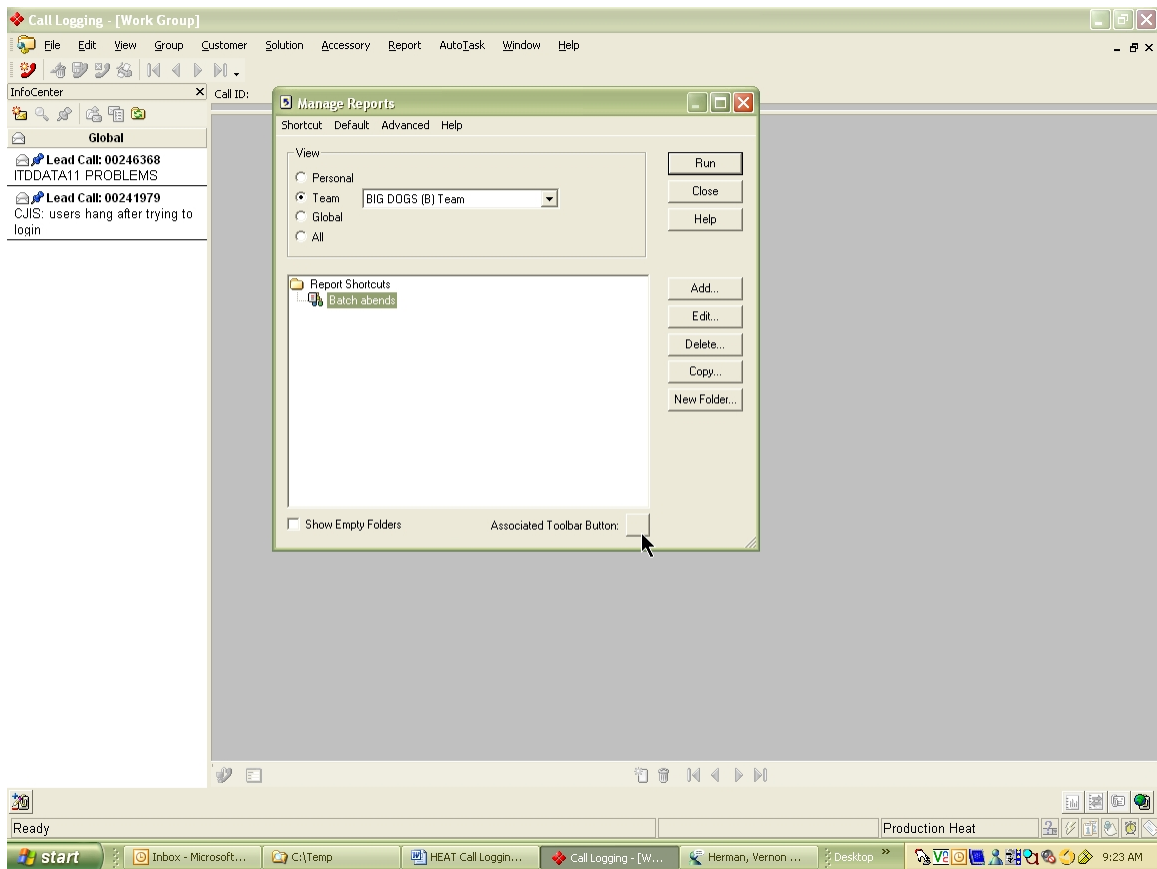 Call Logging - [Work Group]
File Edit View Group Customer Solution Accessory Report AutoTask Window Help
InfoCenter
Call ID:
Global
Lead Call: 00246368
ITDDATA11 PROBLEMS
Lead Call: 00241979
CJIS: users hang after trying to
login
Manage Reports
Shortcut Default Advanced Help
View
Personal
Team BIG DOGS (B) Team
Global
All
Run
Close
Help
Report Shortcuts
Batch abends
Add...
Edit...
Delete...
Copy...
New Folder...
Show Empty Folders
Associated Toolbar Button:
Ready
Production Heat
start
Inbox - Microsoft...
C:\Temp
HEAT Call Loggin...
Call Logging - [W...
Herman, Vernon ...
Desktop »
9:23 AM